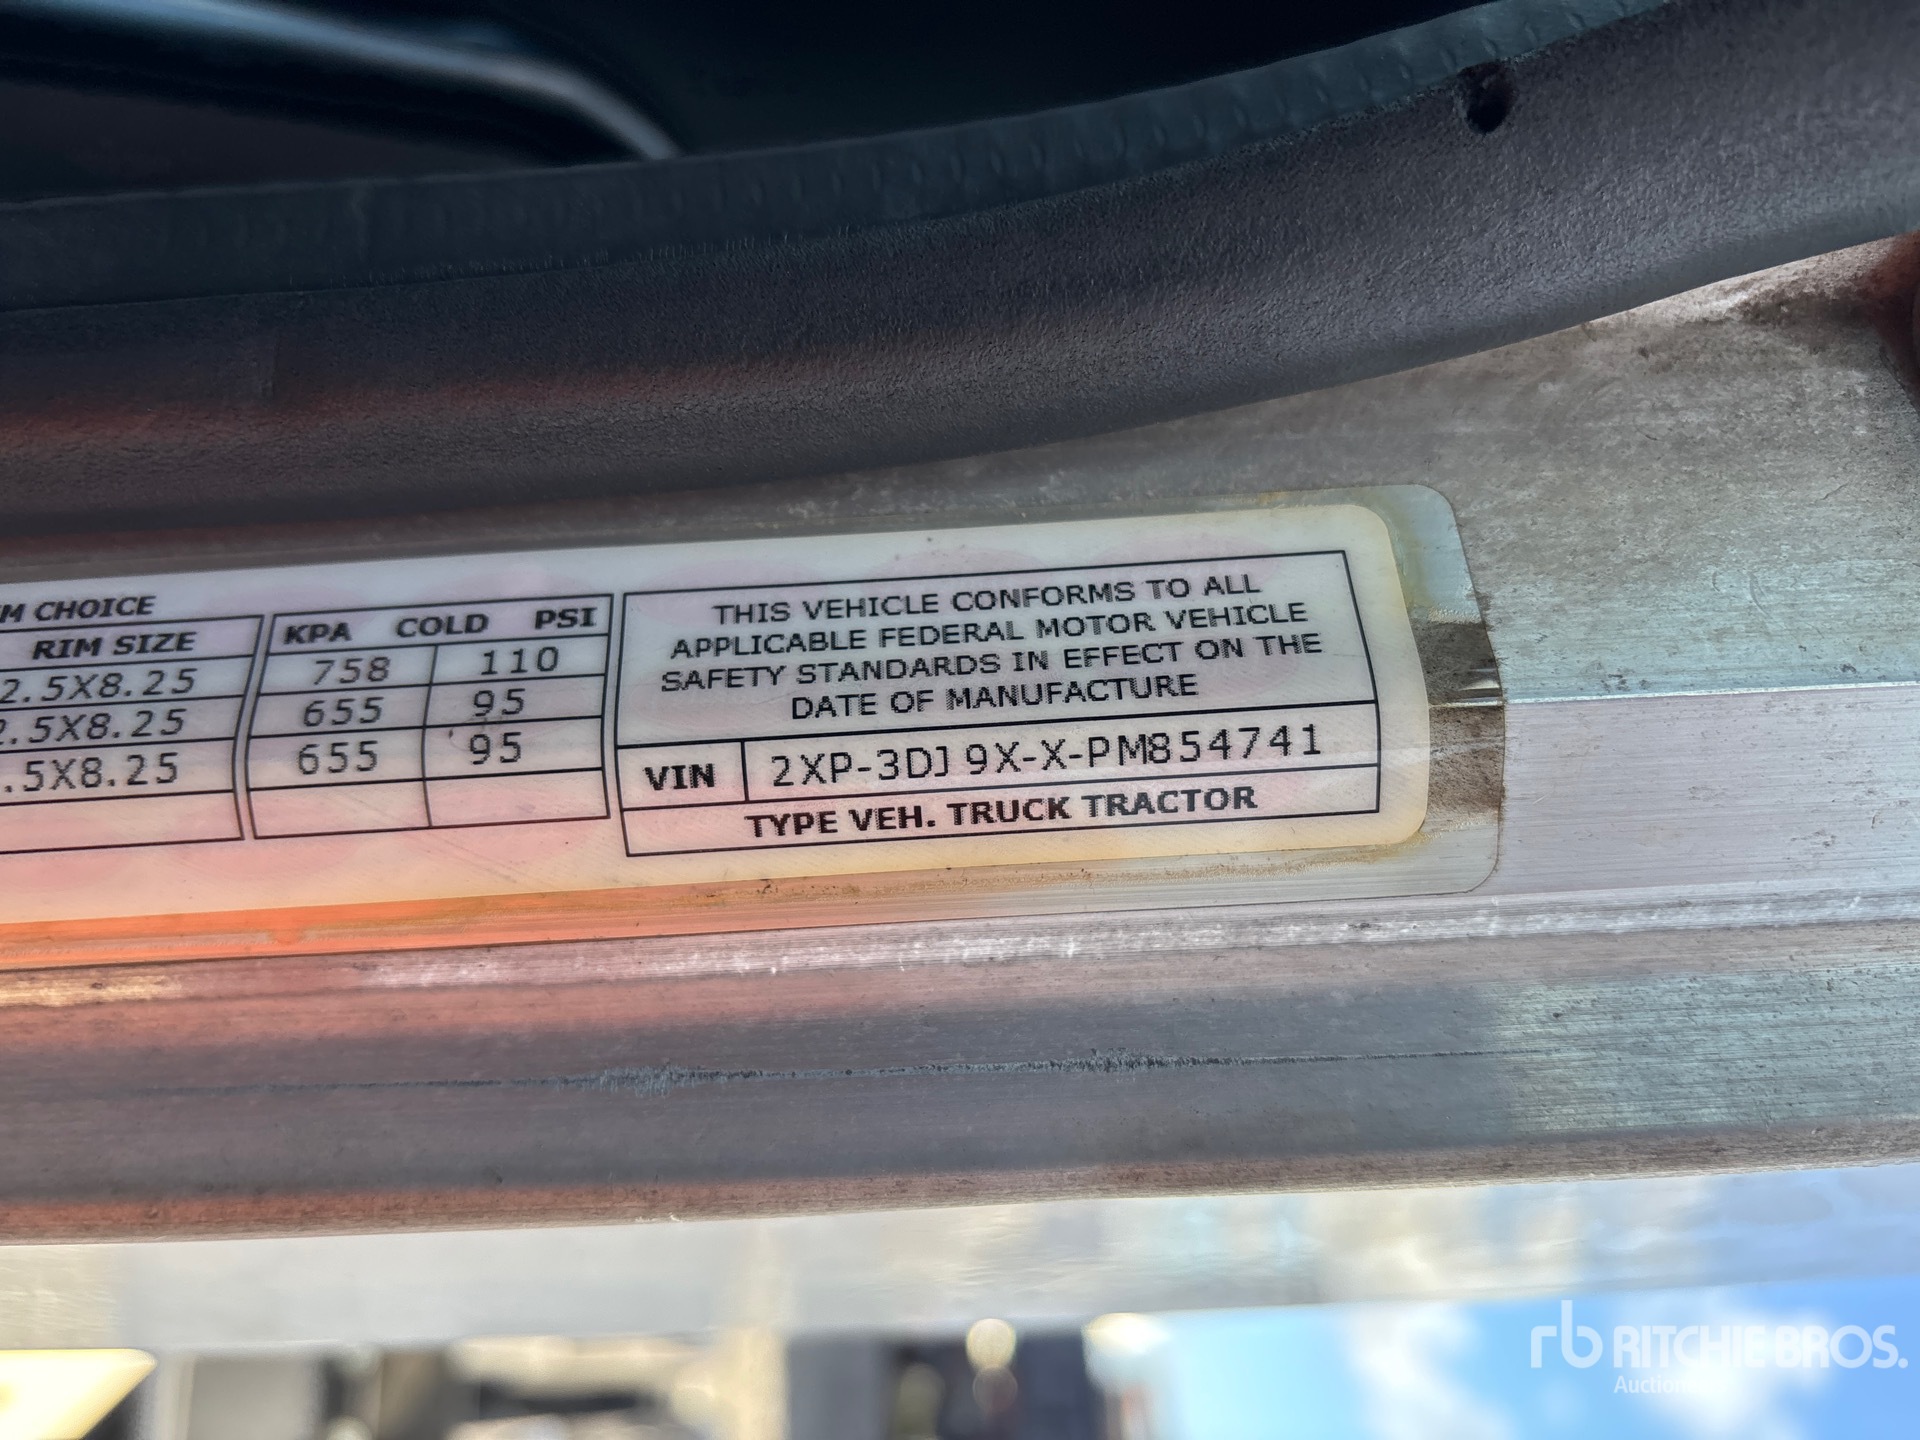 M CHOICE
RIM SIZE
2.5X8.25
2.5X8.25
.5X8.25
KPA COLD PSI
758 110
655 95
655 95
THIS VEHICLE CONFORMS TO ALL
APPLICABLE FEDERAL MOTOR VEHICLE
SAFETY STANDARDS IN EFFECT ON THE
DATE OF MANUFACTURE
VIN 2XP-3DJ9X-X-PM854741
TYPE VEH. TRUCK TRACTOR
rb RITCHIE BROS.